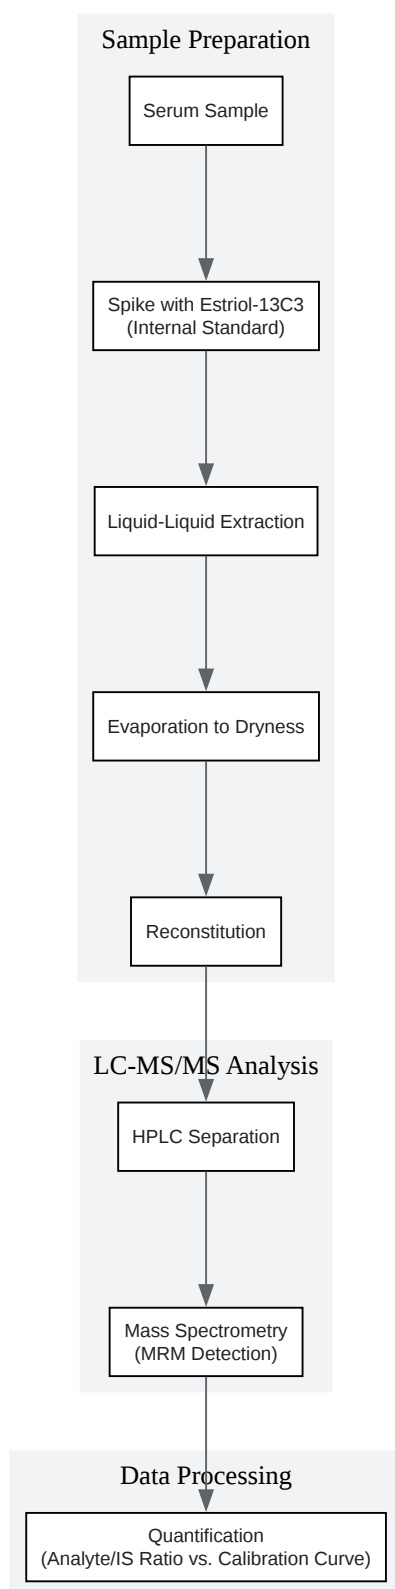 Sample Preparation
Serum Sample
Spike with Estriol-13C3
(Internal Standard)
Liquid-Liquid Extraction
Evaporation to Dryness
Reconstitution
LC-MS/MS Analysis
HPLC Separation
Mass Spectrometry
(MRM Detection)
Data Processing
Quantification
(Analyte/IS Ratio vs. Calibration Curve)